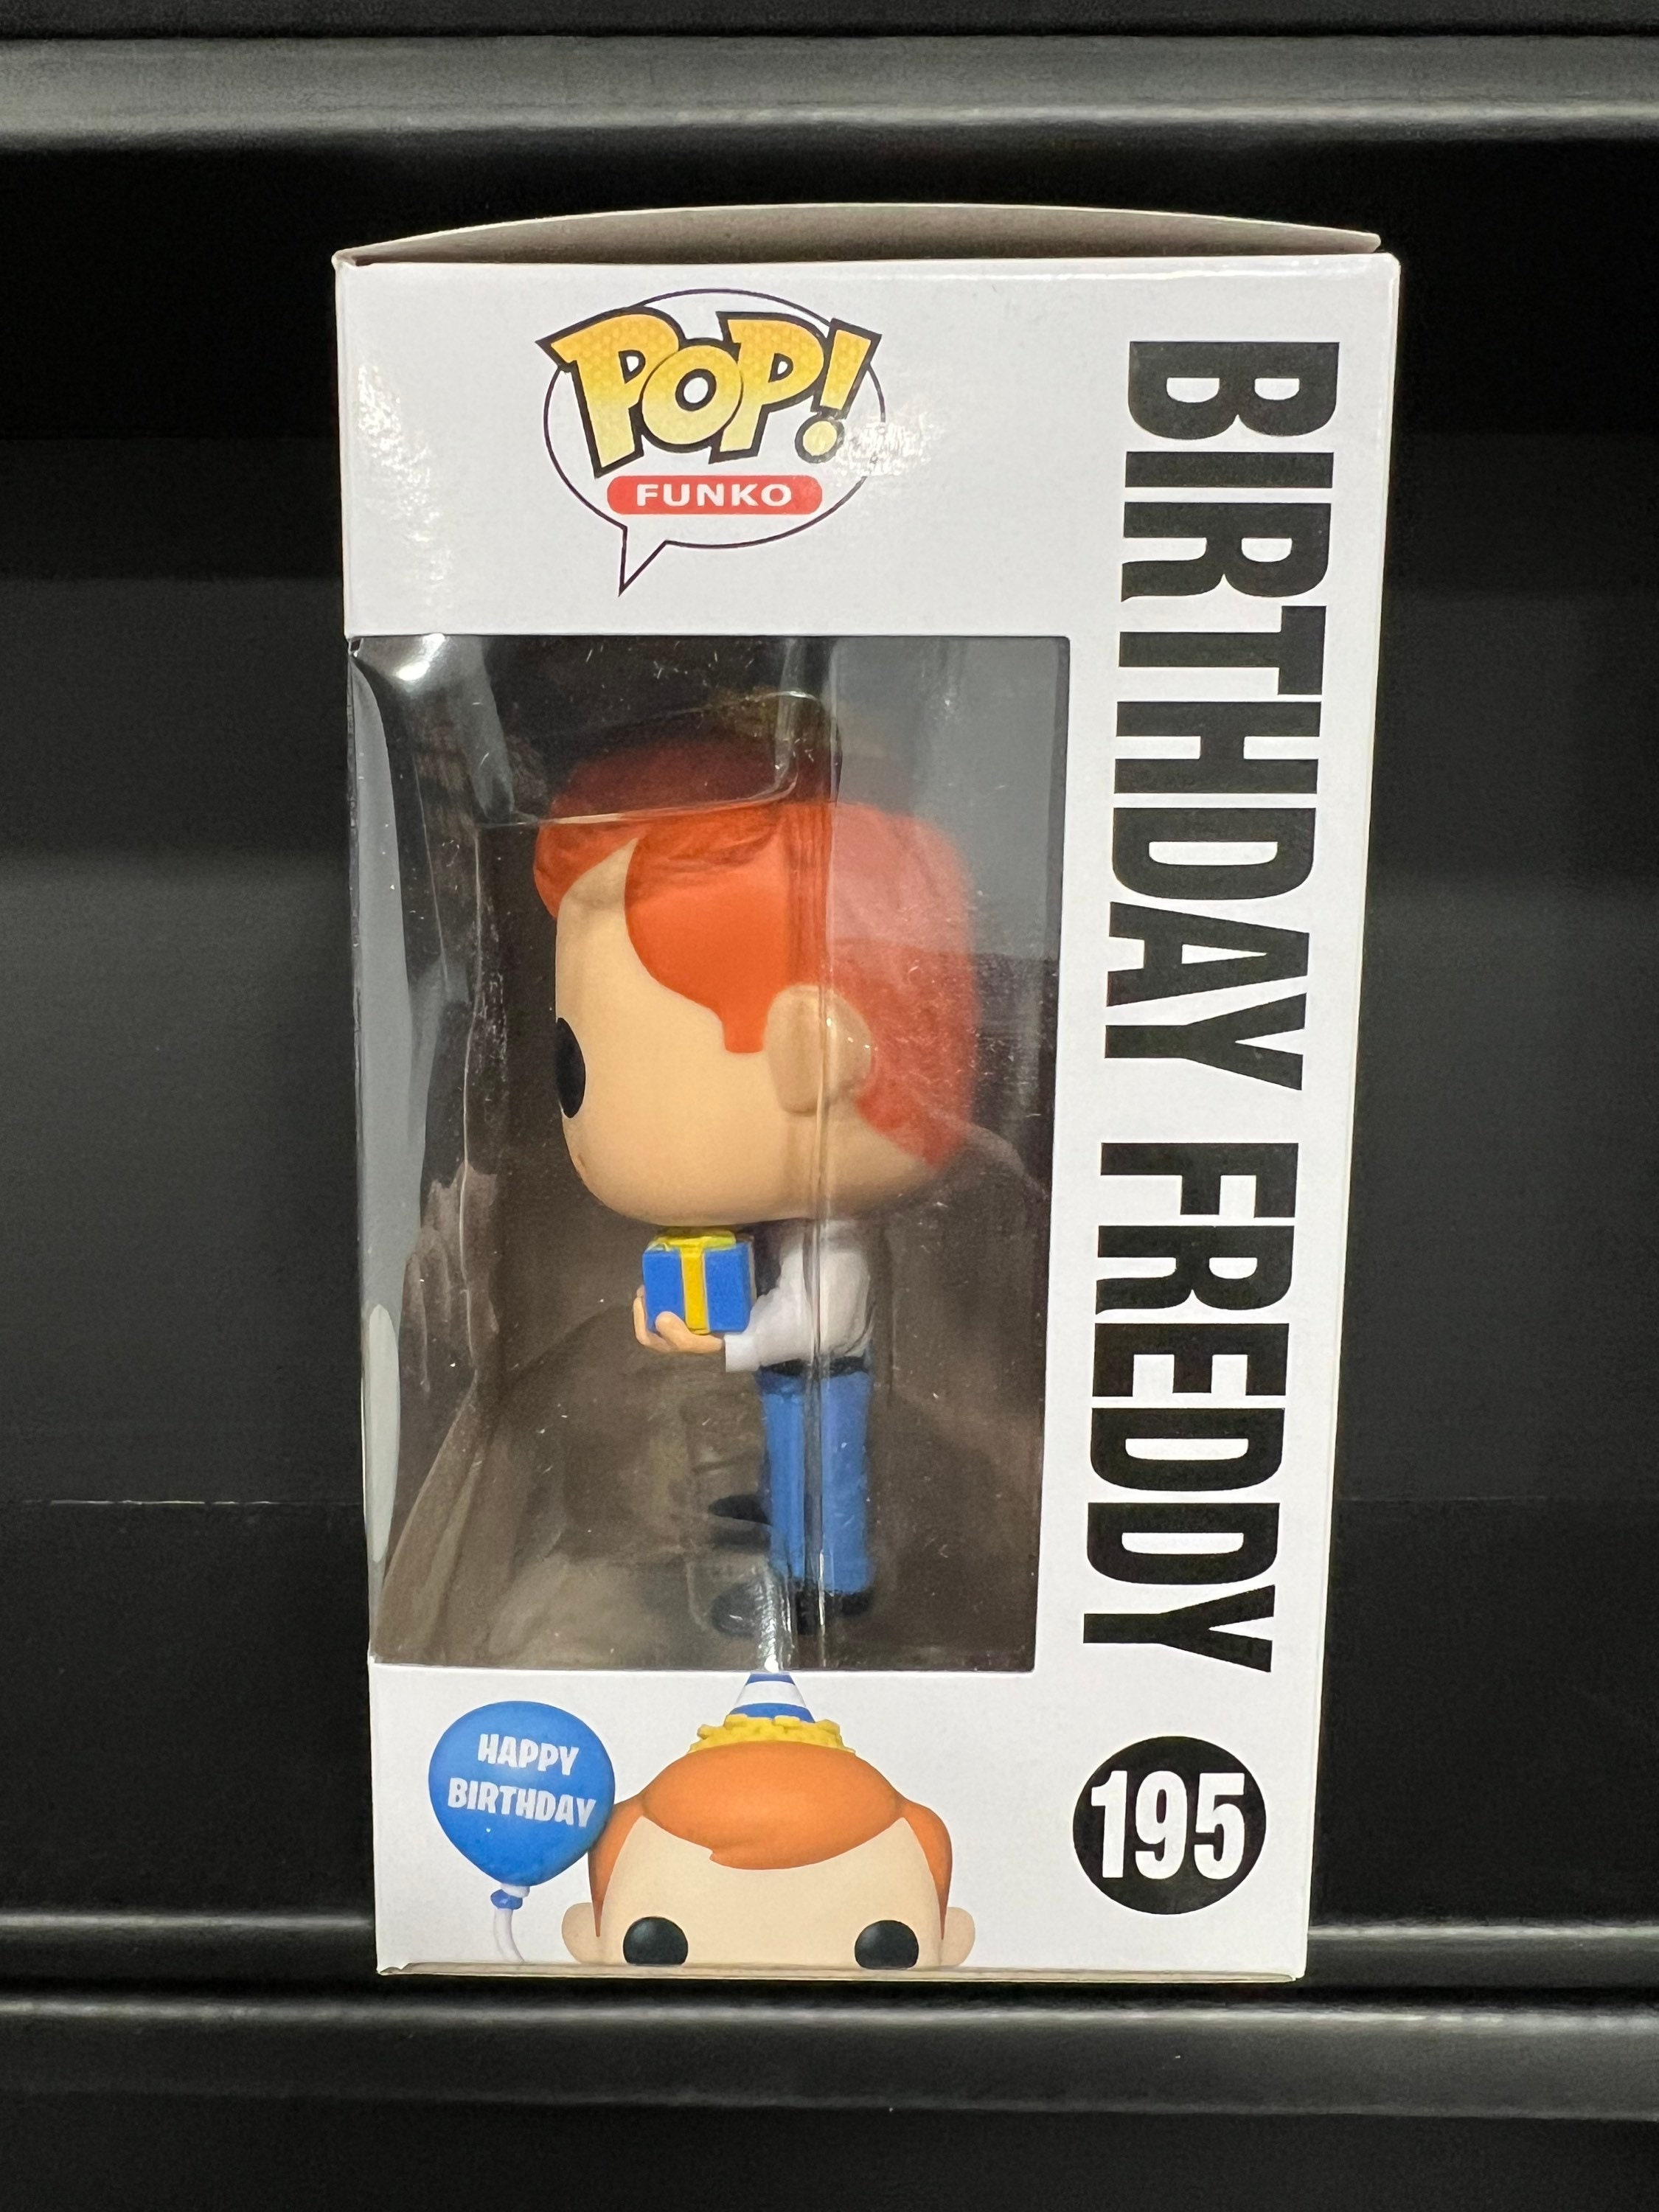 POP!
FUNKO
BIRTHDAY FREDDY
HAPPY
BIRTHDAY
195